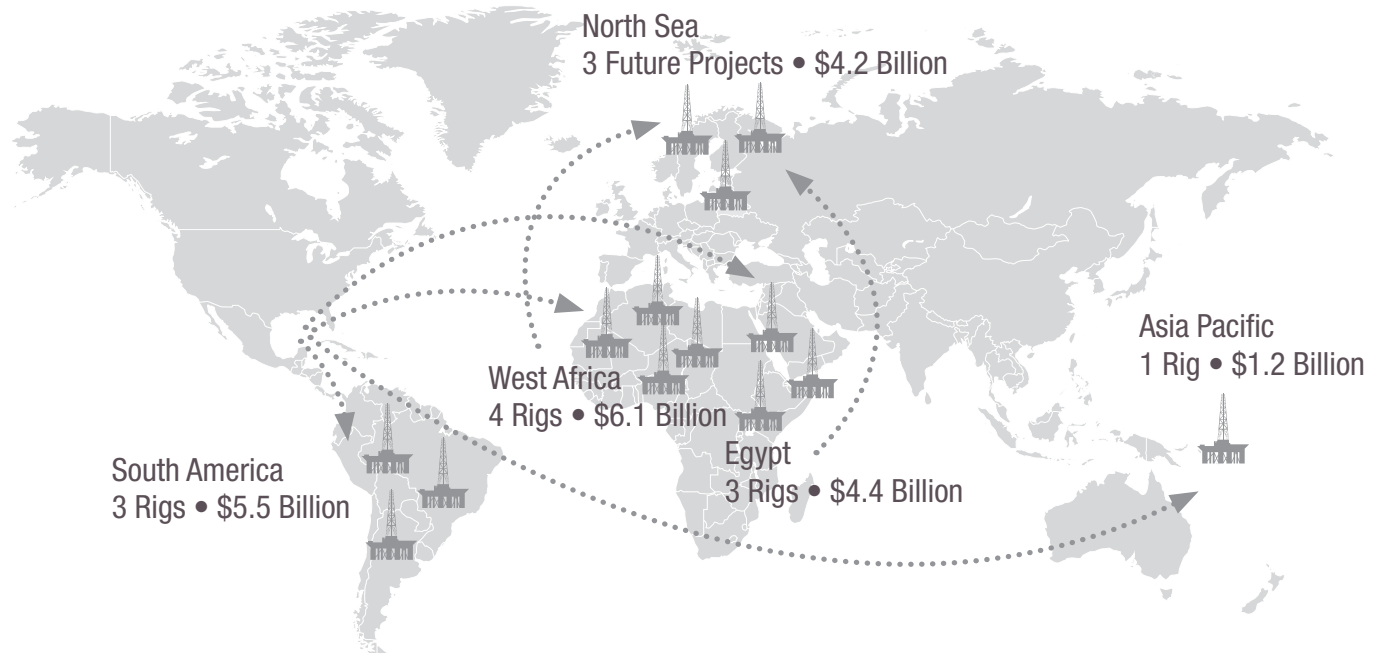 North Sea
3 Future Projects • $4.2 Billion
Asia Pacific
1 Rig • $1.2 Billion
West Africa
4 Rigs • $6.1 Billion
Egypt
3 Rigs • $4.4 Billion
South America
3 Rigs • $5.5 Billion